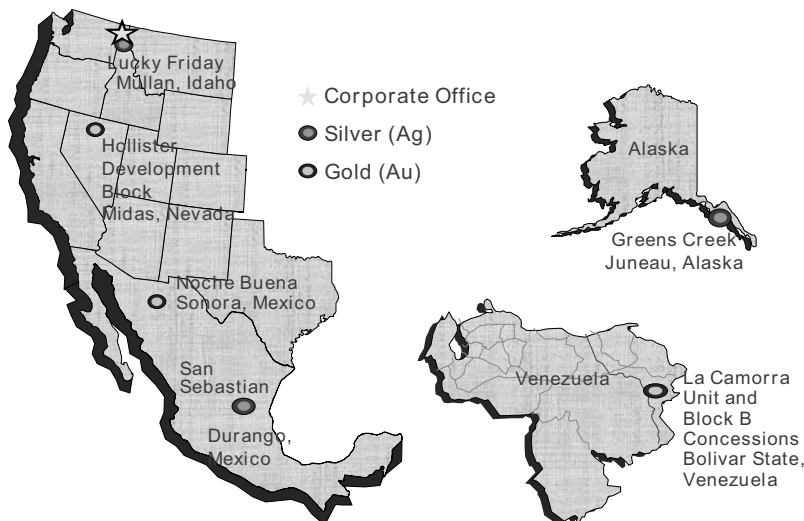 Lucky Friday
Mullan, Idaho
Corporate Office
Silver (Ag)
Gold (Au)
Hollister
Development
Block
Midas, Nevada
Alaska
Greens Creek
Juneau, Alaska
Noche Buena
Sonora, Mexico
San
Sebastian
Durango,
Mexico
Venezuela
La Camorra
Unit and
Block B
Concessions
Bolivar State,
Venezuela